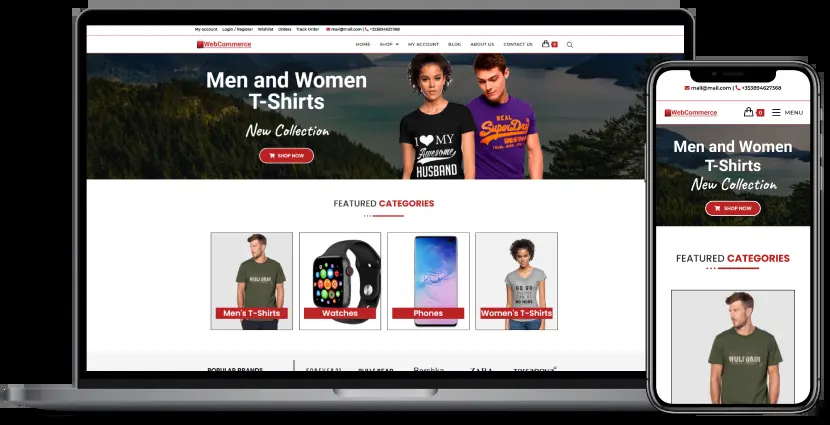 My account Login / Register Wishlist Orders Track Order mail@mail.com | +353894627368
WebCommerce
HOME SHOP MY ACCOUNT BLOG ABOUT US CONTACT US 0
Men and Women
T-Shirts
New Collection
SHOP NOW
I MY
Awesome
HUSBAND
REAL
SuperDry
FEATURED CATEGORIES
Men's T-Shirts
Watches
Phones
Women's T-Shirts
POPULAR BRANDS
FOREVER21 PULL&BEAR Bershka ZARA terranova
mail@mail.com | +353894627368
WebCommerce 0 MENU
Men and Women
T-Shirts
New Collection
SHOP NOW
FEATURED CATEGORIES